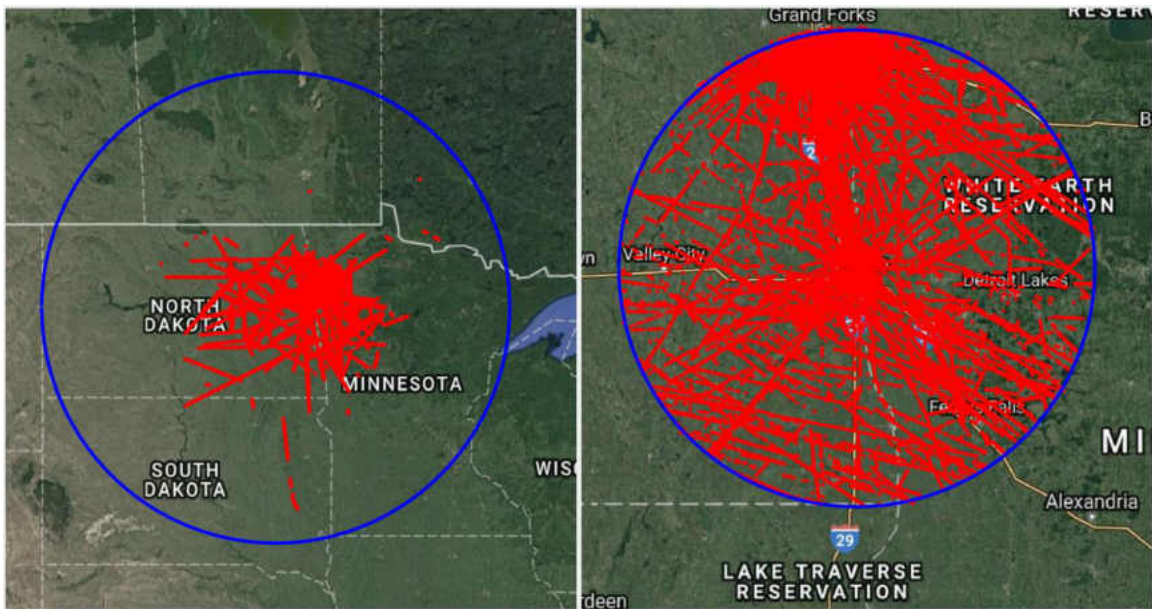 NORTH
DAKOTA
MINNESOTA
SOUTH
DAKOTA
WISC
Grand Forks
RESERV
2
B
WHITE EARTH
RESERVATION
Valley City
Detroit Lakes
Fergus Falls
MI
Alexandria
29
LAKE TRAVERSE
RESERVATION
rdeen